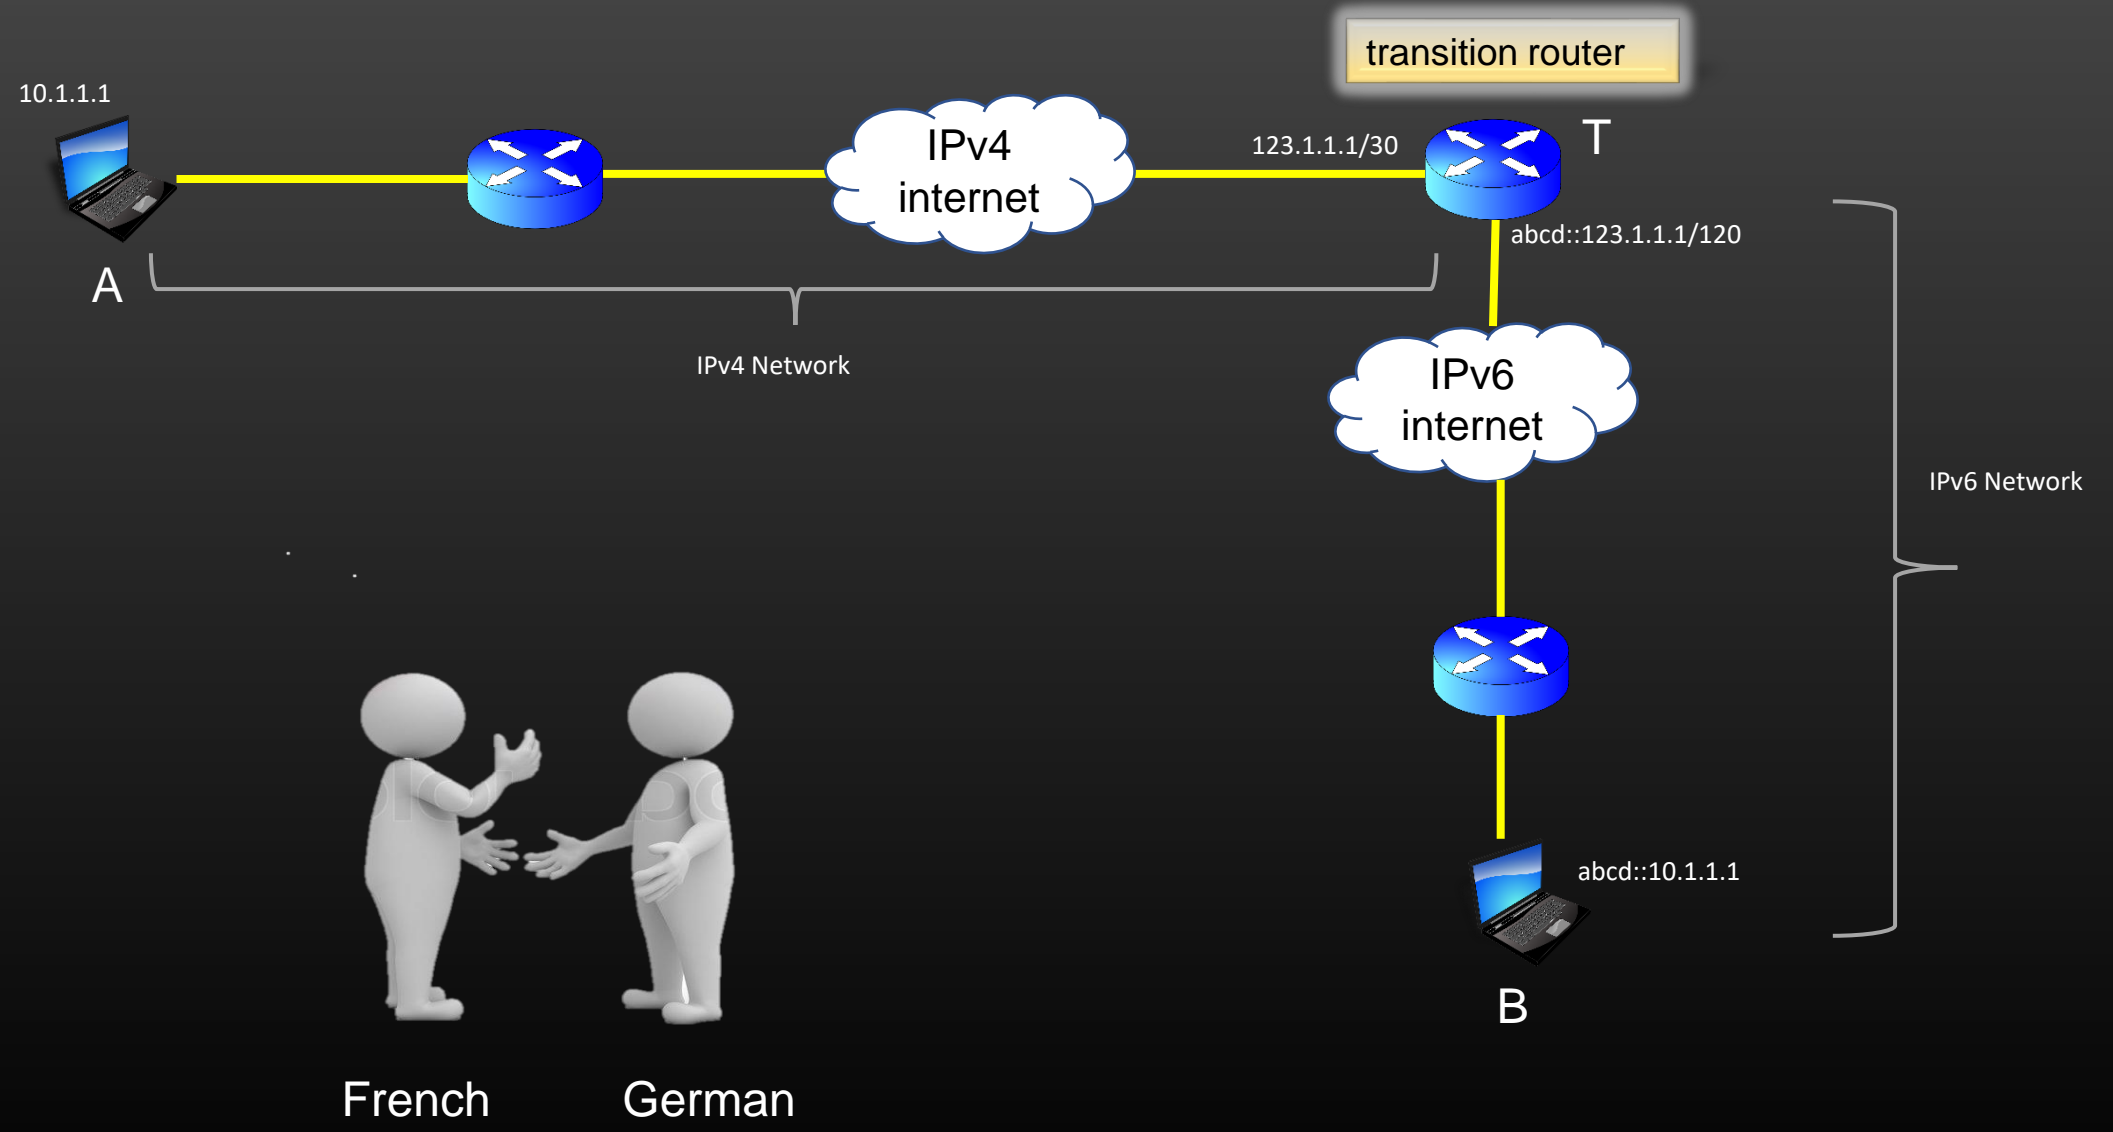 transition router
10.1.1.1
IPv4
internet
123.1.1.1/30
T
abcd::123.1.1.1/120
A
IPv4 Network
IPv6
internet
IPv6 Network
abcd::10.1.1.1
B
French
German